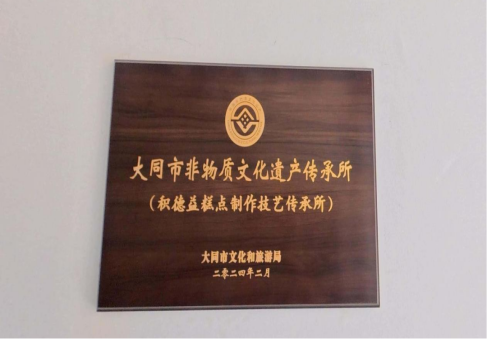 大同市非物质文化遗产传承所
（积德益糕点制作技艺传承所）
大同市文化和旅游局
二零二四年二月